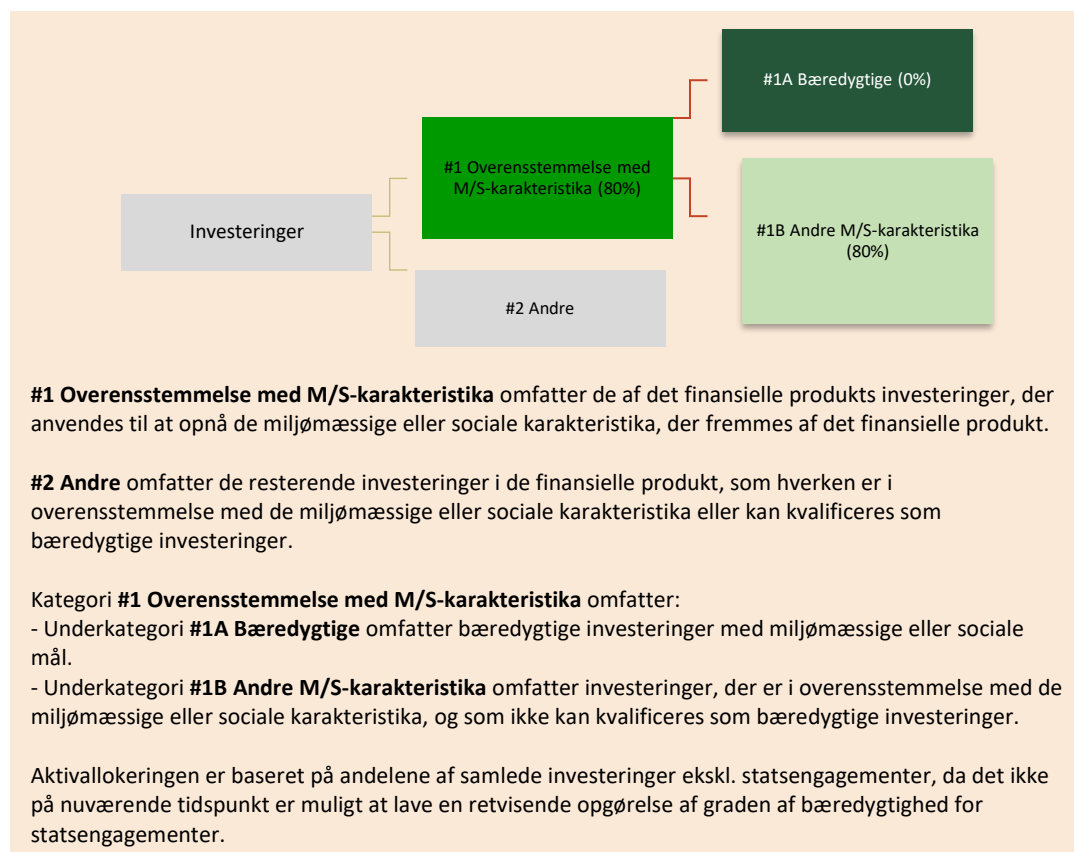 #1A Bæredygtige (0%)
#1 Overensstemmelse med
M/S-karakteristika (80%)
Investeringer
#1B Andre M/S-karakteristika
(80%)
#2 Andre
#1 Overensstemmelse med M/S-karakteristika omfatter de af det finansielle produkts investeringer, der
anvendes til at opnå de miljømæssige eller sociale karakteristika, der fremmes af det finansielle produkt.
#2 Andre omfatter de resterende investeringer i de finansielle produkt, som hverken er i
overensstemmelse med de miljømæssige eller sociale karakteristika eller kan kvalificeres som
bæredygtige investeringer.
Kategori #1 Overensstemmelse med M/S-karakteristika omfatter:
- Underkategori #1A Bæredygtige omfatter bæredygtige investeringer med miljømæssige eller sociale
mål.
- Underkategori #1B Andre M/S-karakteristika omfatter investeringer, der er i overensstemmelse med de
miljømæssige eller sociale karakteristika, og som ikke kan kvalificeres som bæredygtige investeringer.
Aktivallokeringen er baseret på andelene af samlede investeringer ekskl. statsengagementer, da det ikke
på nuværende tidspunkt er muligt at lave en retvisende opgørelse af graden af bæredygtighed for
statsengagementer.